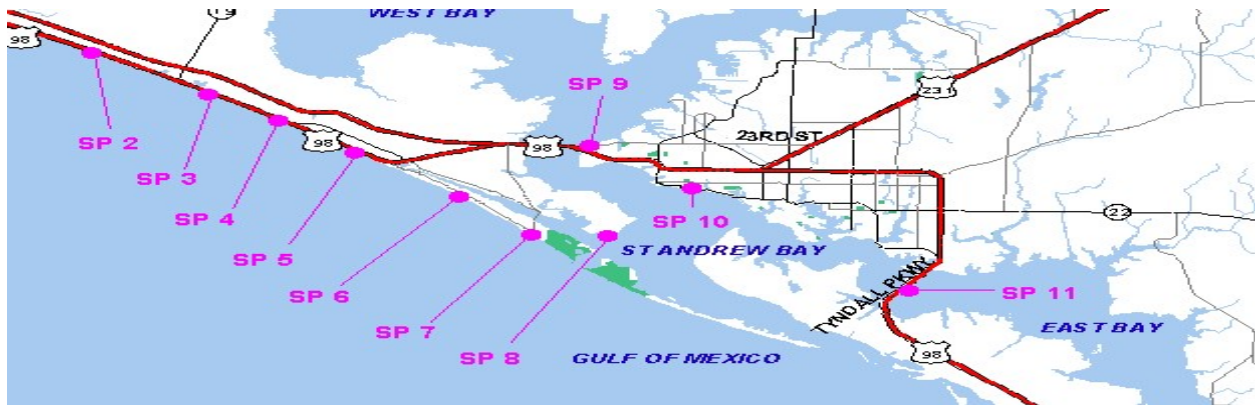 WEST BAY
19
98
SP 9
231
SP 2
23RD ST
98
98
SP 3
SP 4
SP 10
22
SP 5
ST ANDREW BAY
SP 6
TYNDALL PKWY
SP 11
SP 7
EAST BAY
SP 8
GULF OF MEXICO
98